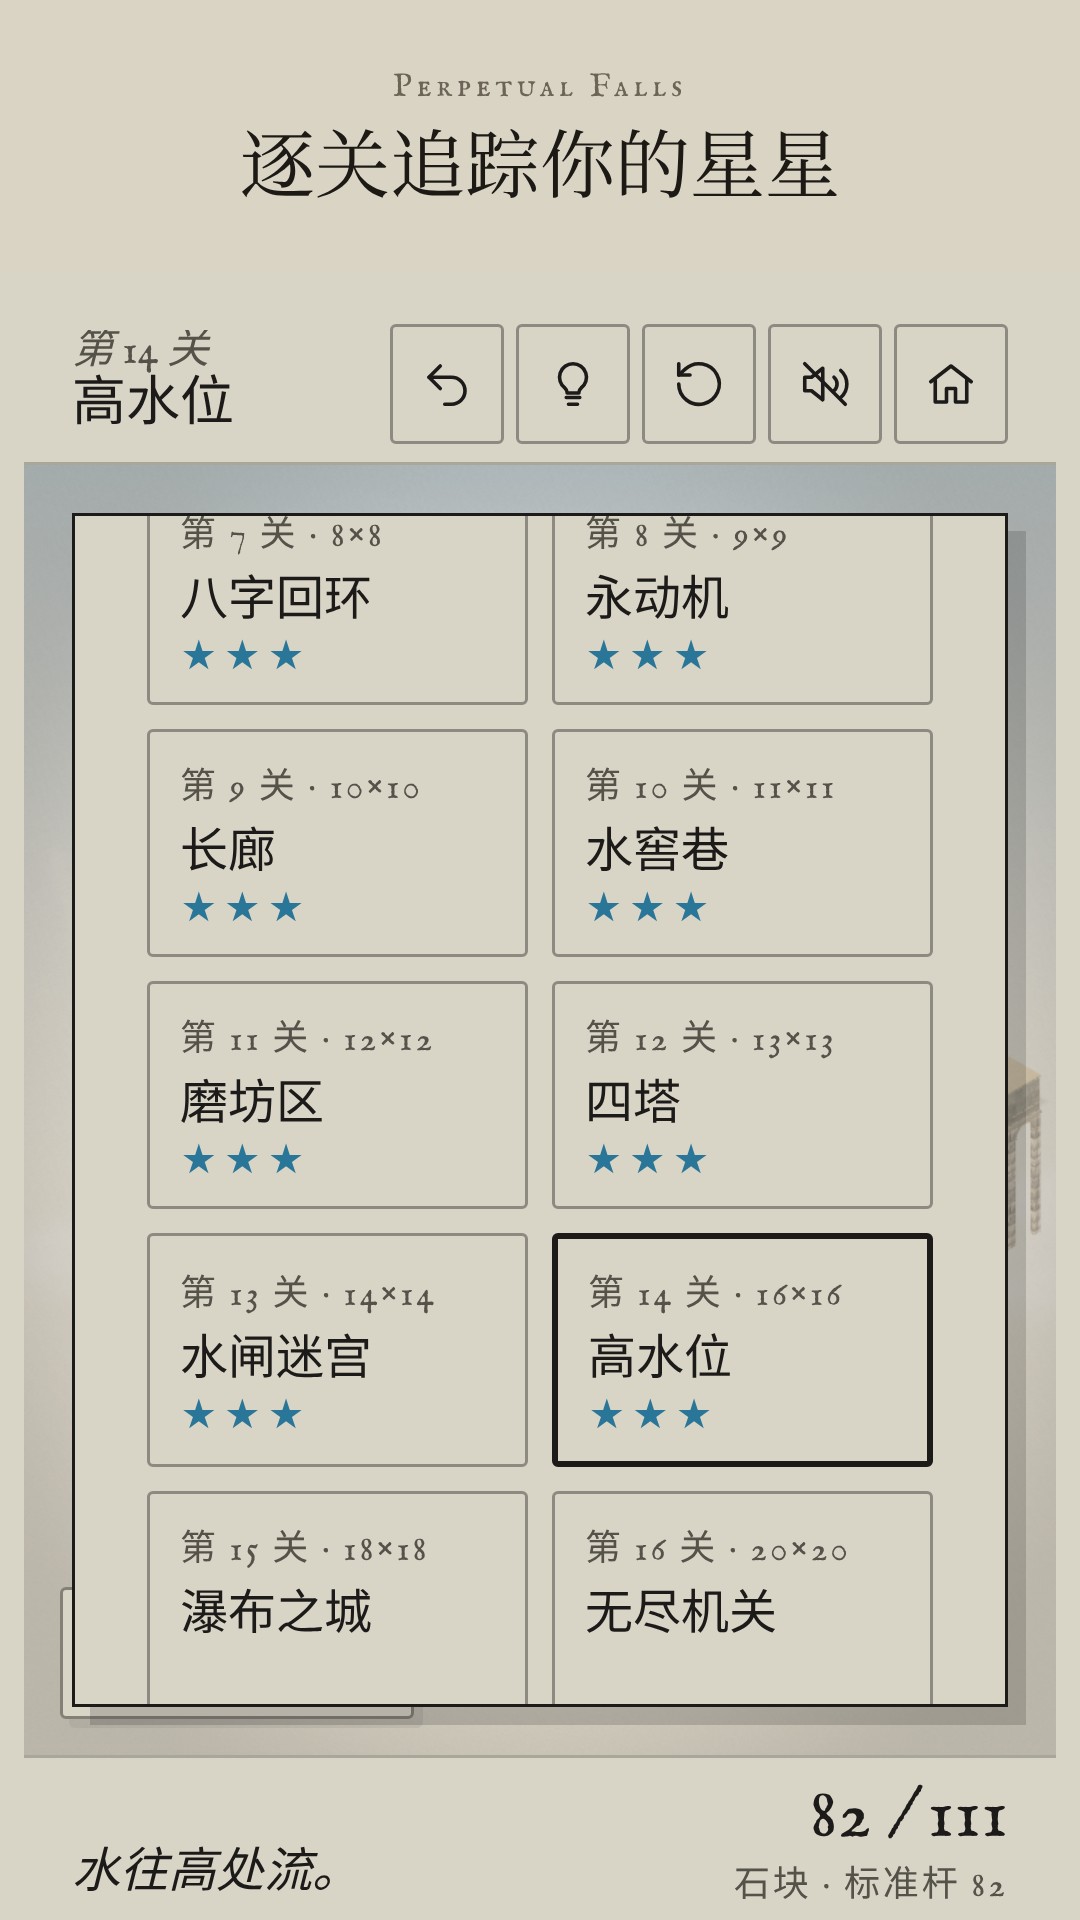 Perpetual Falls
逐关追踪你的星星
第 14 关
高水位
第 7 关 · 8×8
八字回环
★★★
第 8 关 · 9×9
永动机
★★★
第 9 关 · 10×10
长廊
★★★
第 10 关 · 11×11
水窖巷
★★★
第 11 关 · 12×12
磨坊区
★★★
第 12 关 · 13×13
四塔
★★★
第 13 关 · 14×14
水闸迷宫
★★★
第 14 关 · 16×16
高水位
★★★
第 15 关 · 18×18
瀑布之城
第 16 关 · 20×20
无尽机关
水往高处流。
82 / 111
石块 · 标准杆 82